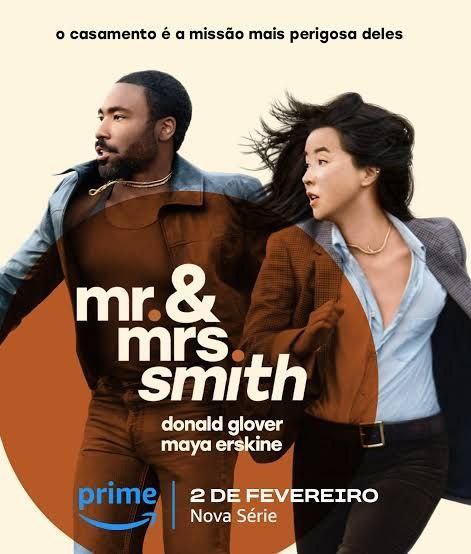 o casamento é a missão mais perigosa deles
mr. &
mrs.
smith
donald glover
maya erskine
prime
2 DE FEVEREIRO
Nova Série